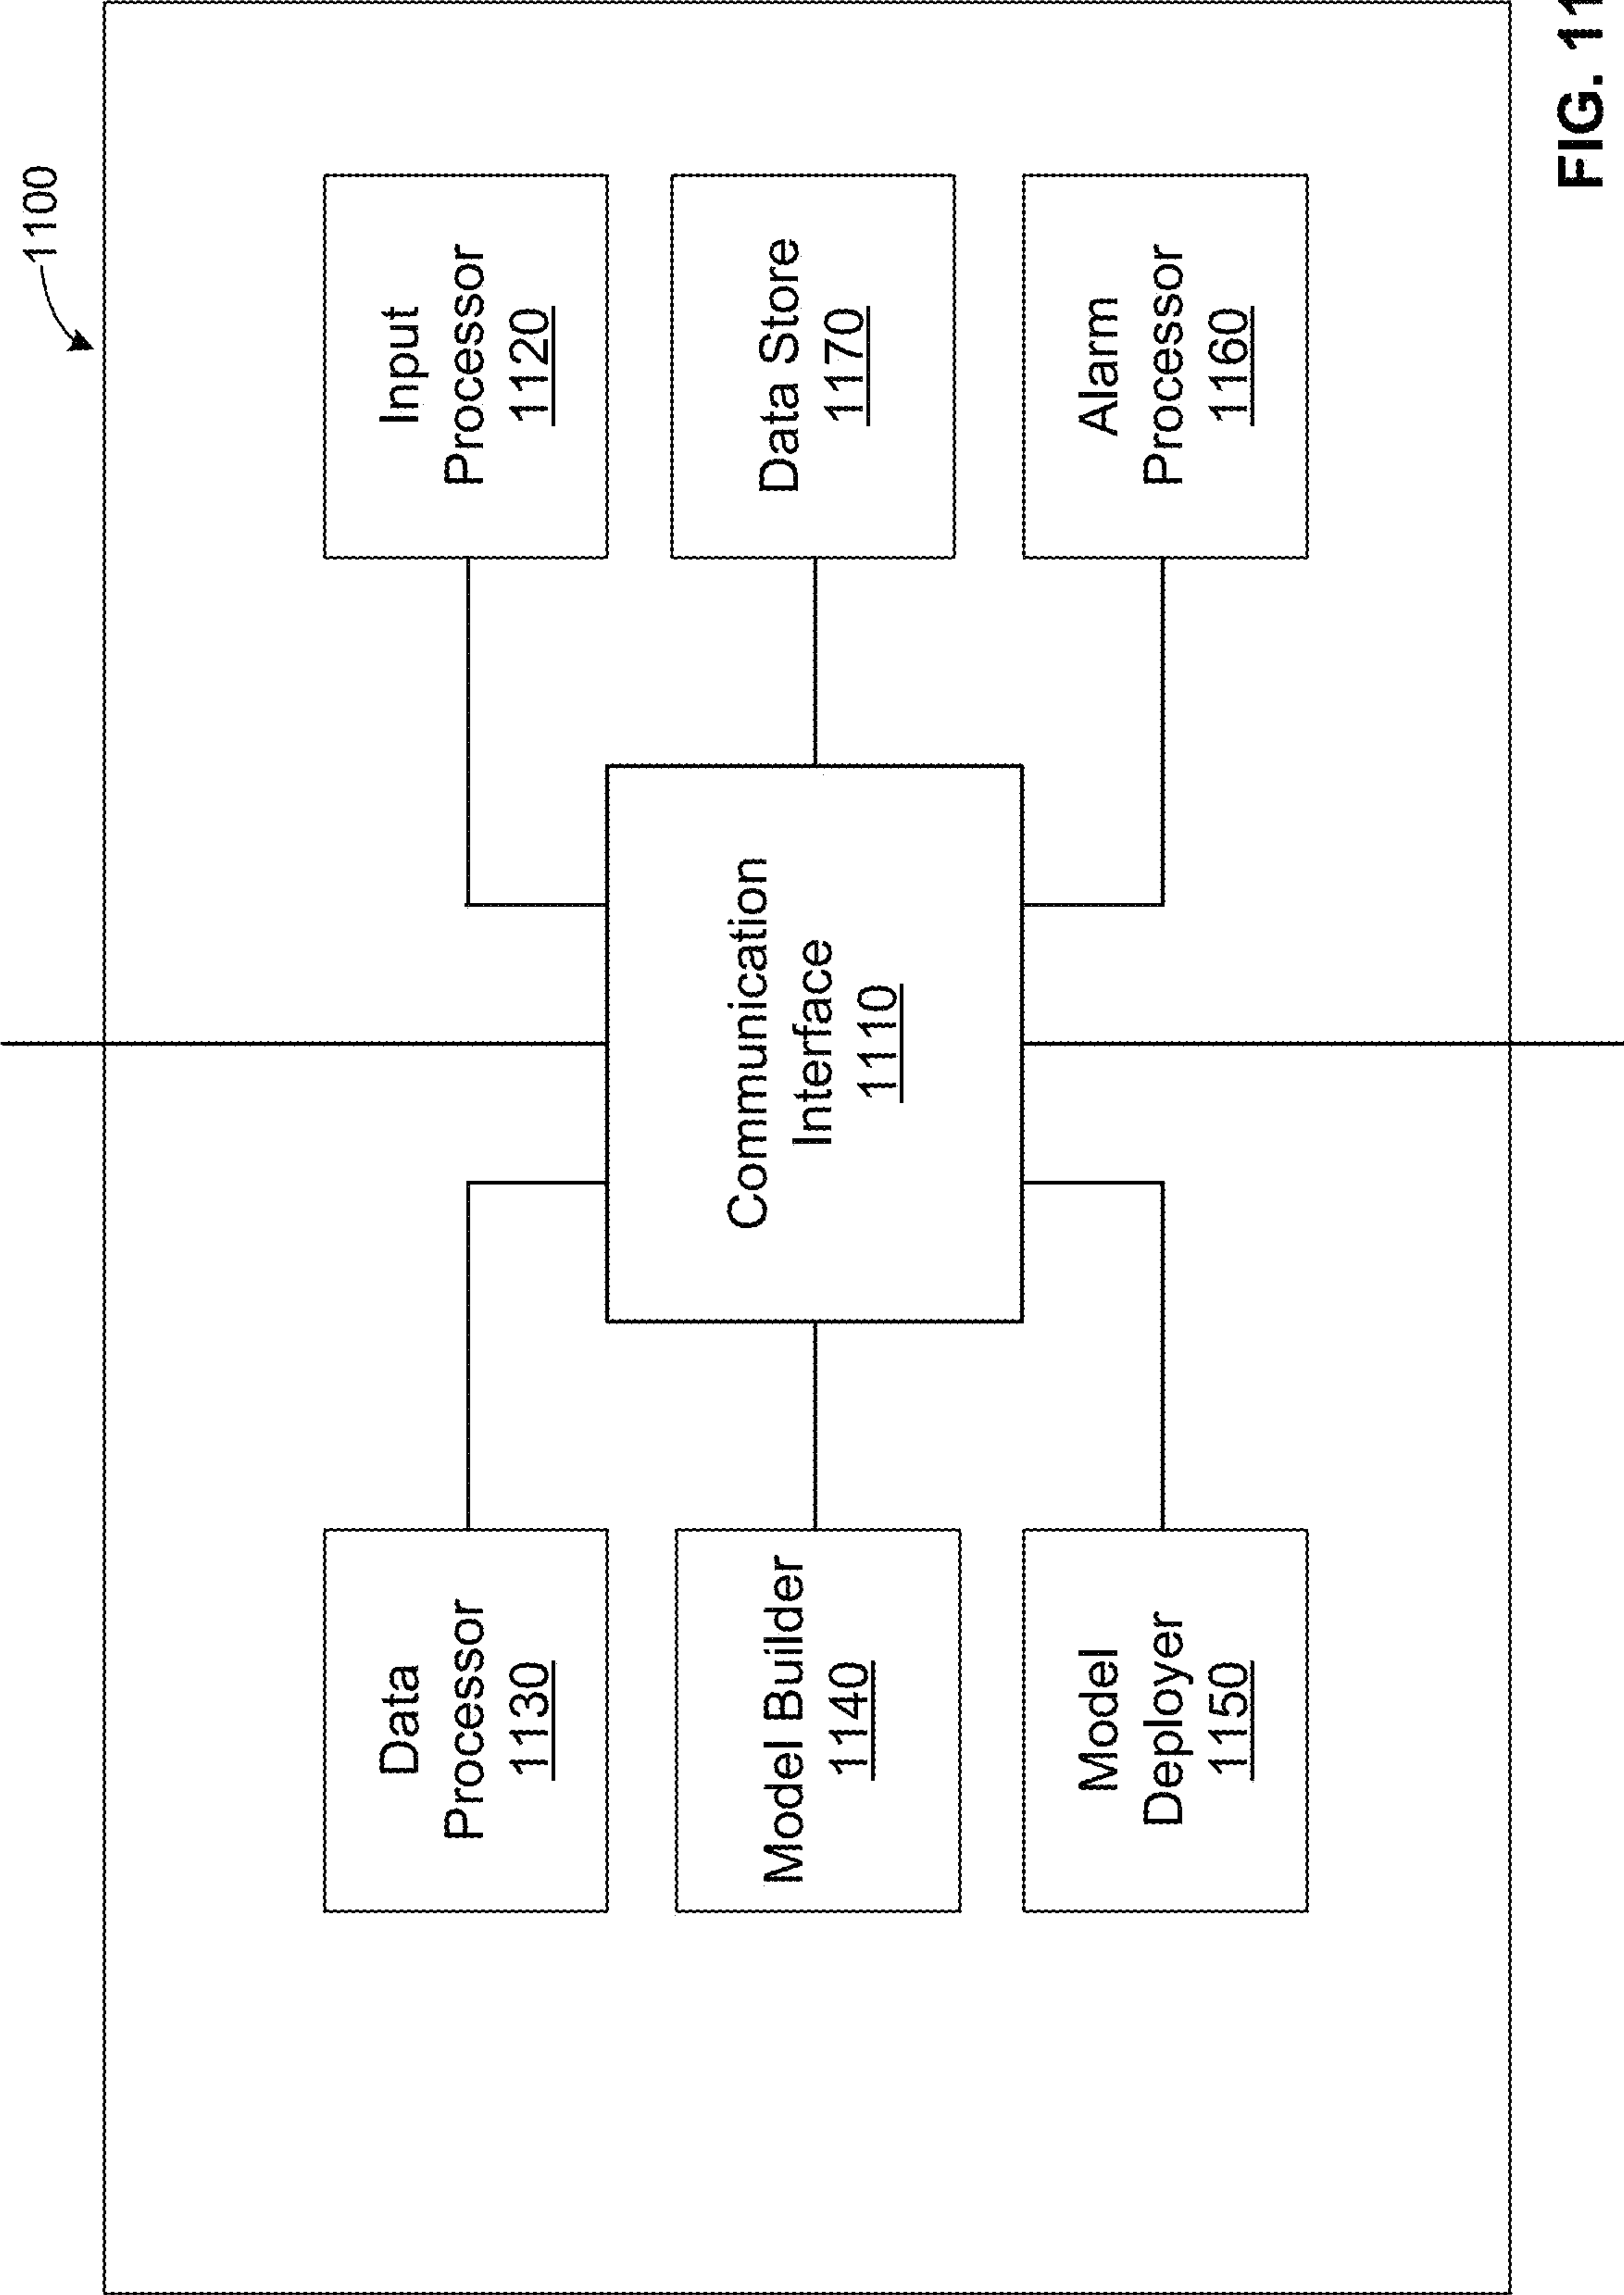 1100
Data
Processor
1130
Input
Processor
1120
Communication
Interface
1110
Model Builder
1140
Data Store
1170
Model
Deployer
1150
Alarm
Processor
1160
FIG. 11